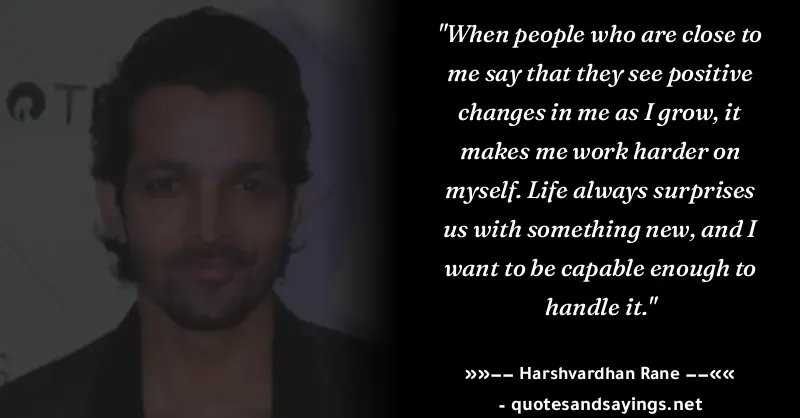 "When people who are close to
me say that they see positive
changes in me as I grow, it
makes me work harder on
myself. Life always surprises
us with something new, and I
want to be capable enough to
handle it."
»»−− Harshvardhan Rane −−««
- quotesandsayings.net